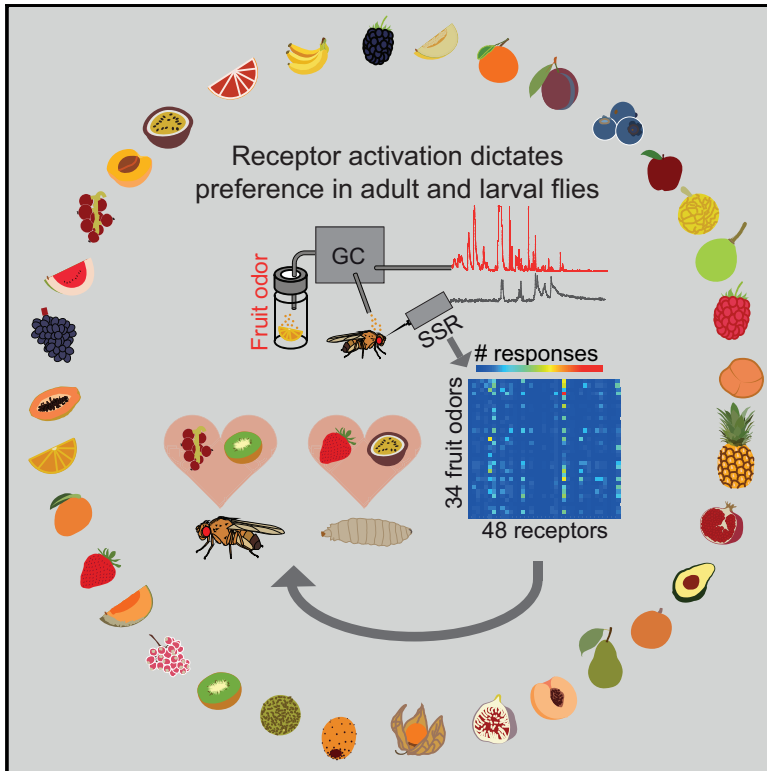 Receptor activation dictates
preference in adult and larval flies
GC
Fruit odor
SSR
# responses
34 fruit odors
48 receptors